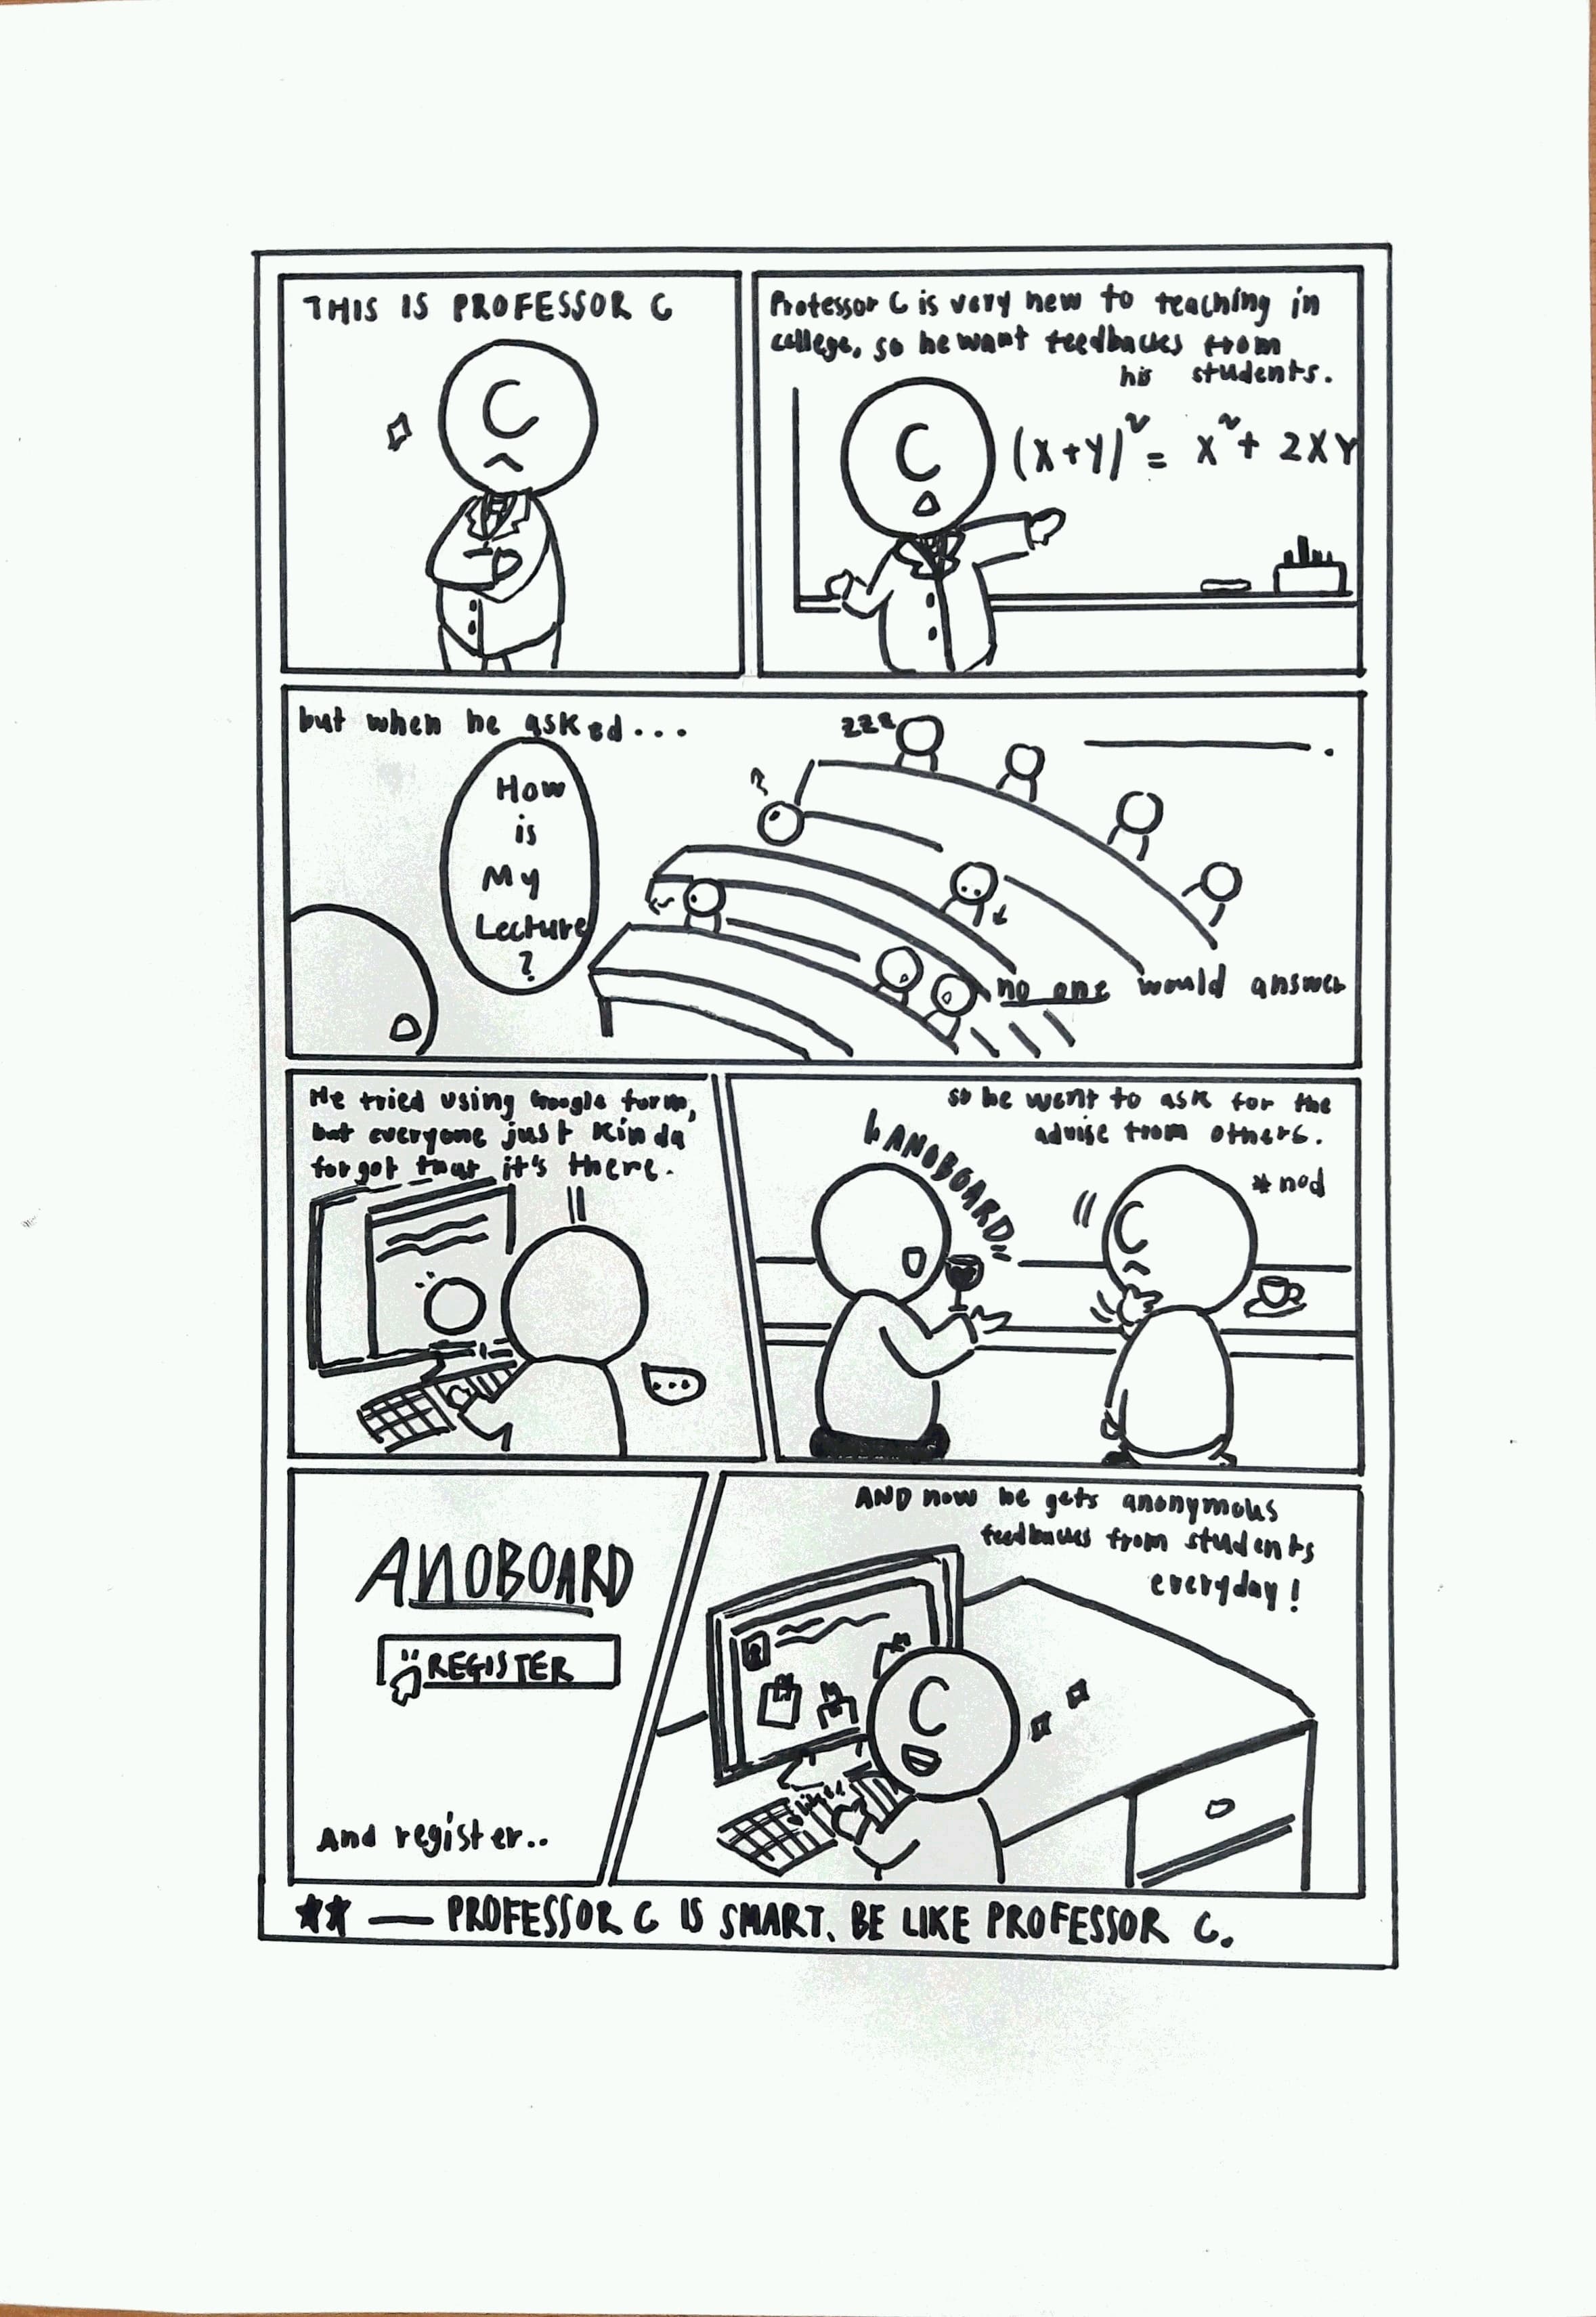 THIS IS PROFESSOR C
C
Professor C is very new to teaching in
college, so he want feedbacks from
his students.
C
(X+Y)² = X² + 2XY
but when he asked...
How
is
My
Lecture
?
zzz
?
no one would answer
He tried using Google form,
but everyone just kinda
forgot that it's there.
...
so he went to ask for the
advise from others.
ANOBOARD
*nod
C
ANOBOARD
REGISTER
And register..
AND now he gets anonymous
feedbacks from students
everyday!
C
PROFESSOR C IS SMART. BE LIKE PROFESSOR C.